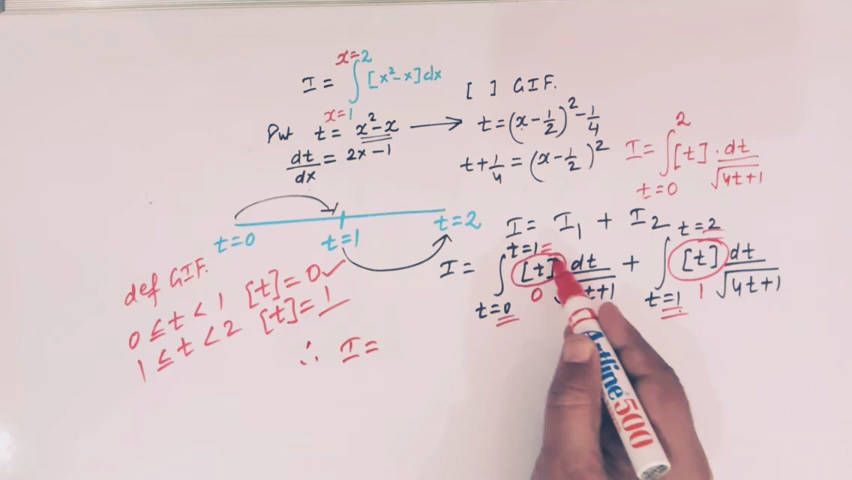 I = ∫ x=1 x=2 [x²-x] dx
[ ] GIF.
Put t = x²-x ⟶ t = (x-1/2)² - 1/4
dt/dx = 2x-1
t+1/4 = (x-1/2)²
I = ∫ t=0 2 [t] · dt/√4t+1
t=0 t=1 t=2
I = I₁ + I₂
I = ∫ t=0 t=1 [t] dt/t+1 + ∫ t=1 t=2 [t] dt/√4t+1
0 1
def GIF.
0 ≤ t < 1 [t] = 0 ✓
1 ≤ t < 2 [t] = 1
∴ I =
Artline 500